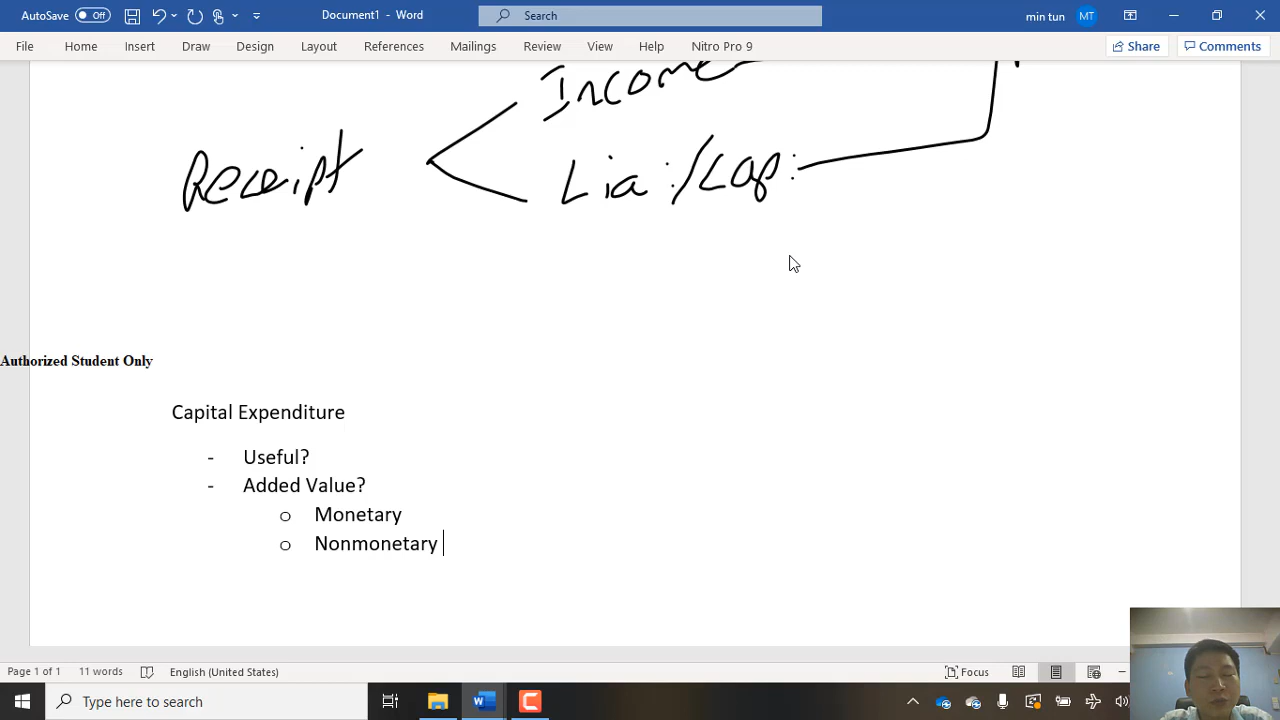 AutoSave Off Document1 - Word Search min tun MT
File Home Insert Draw Design Layout References Mailings Review View Help Nitro Pro 9 Share Comments
Income
Receipt
Lia:/Cap:
Authorized Student Only
Capital Expenditure
- Useful?
- Added Value?
o Monetary
o Nonmonetary
Page 1 of 1 11 words English (United States) Focus
Type here to search